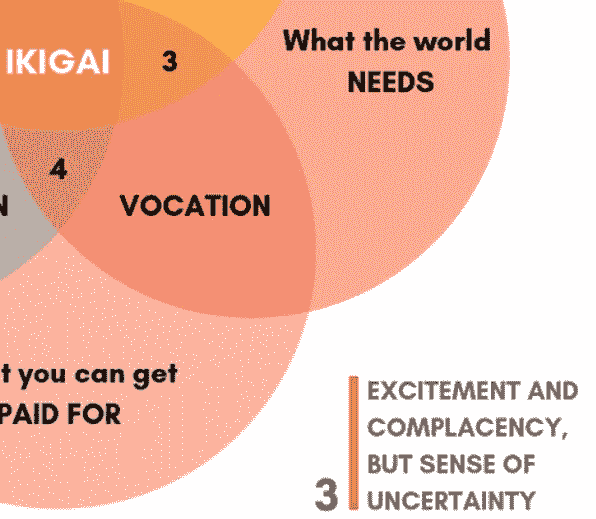 IKIGAI
3
What the world
NEEDS
4
N
VOCATION
t you can get
PAID FOR
EXCITEMENT AND
COMPLACENCY,
BUT SENSE OF
3 UNCERTAINTY